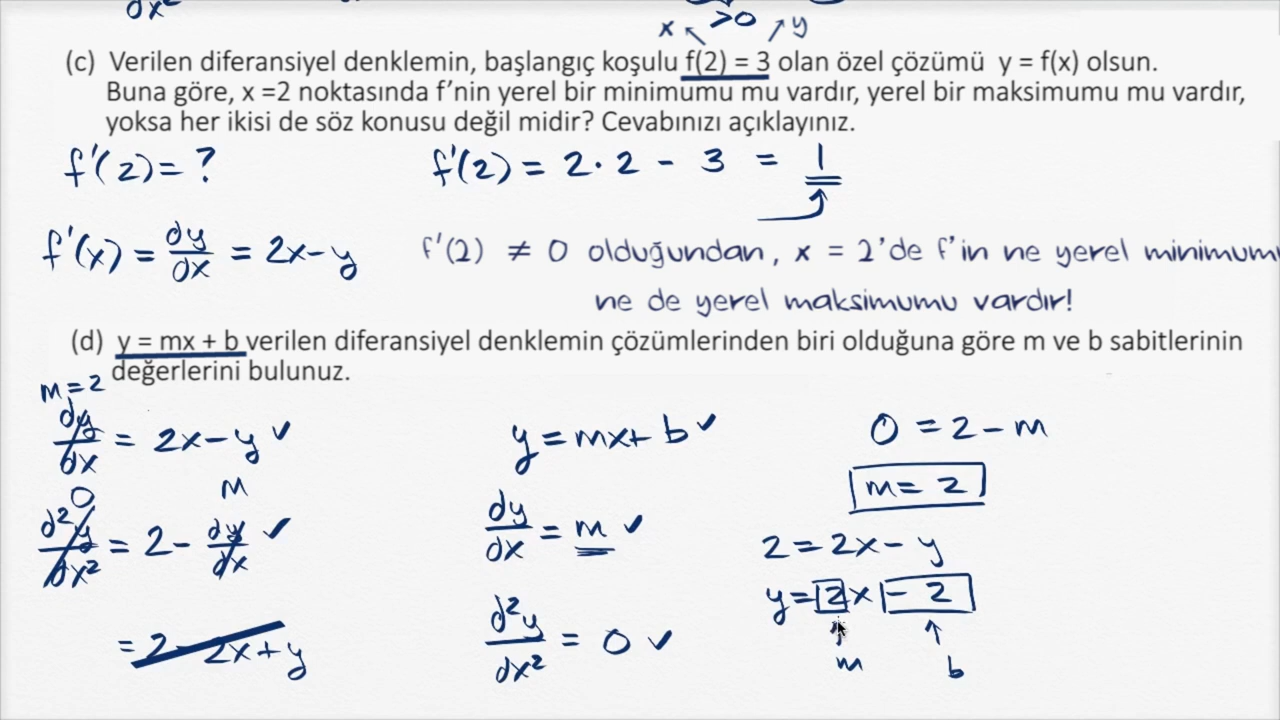 dx²
x >0 y
(c) Verilen diferansiyel denklemin, başlangıç koşulu f(2) = 3 olan özel çözümü y = f(x) olsun.
Buna göre, x =2 noktasında f’nin yerel bir minimumu mu vardır, yerel bir maksimumu mu vardır,
yoksa her ikisi de söz konusu değil midir? Cevabınızı açıklayınız.
f'(2) = ?
f'(2) = 2·2 - 3 = 1
f'(x) = dy/dx = 2x-y
f'(2) ≠ 0 olduğundan, x = 2'de f'in ne yerel minimum
ne de yerel maksimumu vardır!
(d) y = mx + b verilen diferansiyel denklemin çözümlerinden biri olduğuna göre m ve b sabitlerinin
değerlerini bulunuz.
m=2
dy/dx = 2x-y ✓
0 m
d²y/dx² = 2 - dy/dx ✓
= 2 - 2x+y
y = mx+ b ✓
dy/dx = m ✓
d²y/dx² = 0 ✓
0 = 2 - m
m = 2
2 = 2x - y
y = 2x - 2
m b